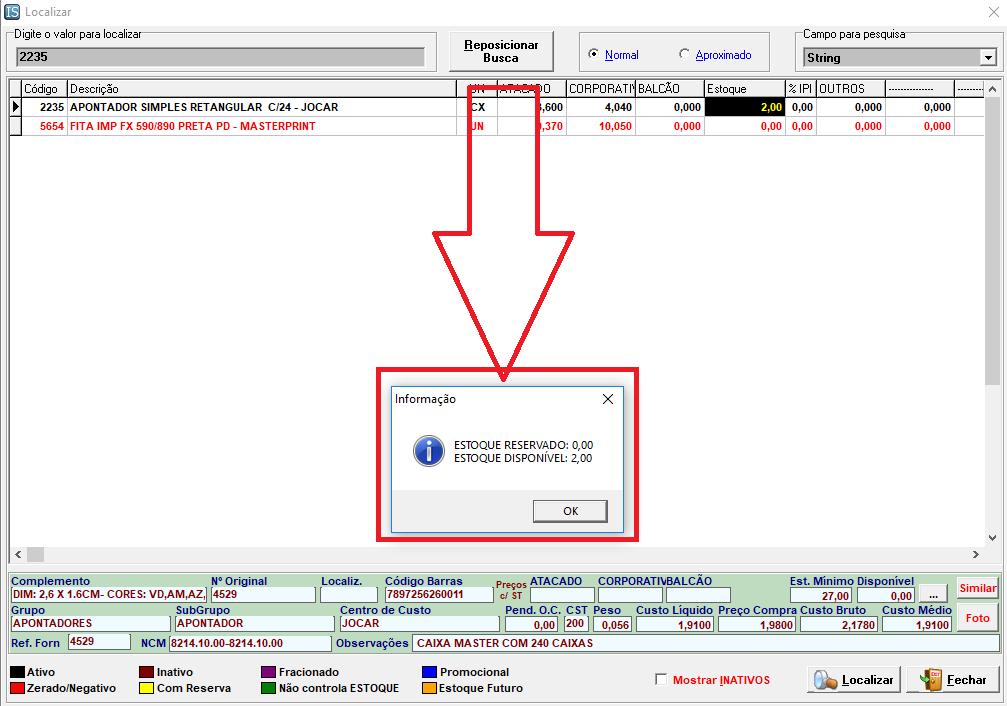 Localizar
Digite o valor para localizar
2235
Reposicionar
Busca
Normal
Aproximado
Campo para pesquisa
String
Código Descrição UN ATACADO CORPORATIV BALCÃO Estoque % IPI OUTROS -------------- --------
2235 APONTADOR SIMPLES RETANGULAR C/24 - JOCAR CX 3,600 4,040 0,000 2,00 0,00 0,000 0,000
5654 FITA IMP FX 590/890 PRETA PD - MASTERPRINT UN 0,370 10,050 0,000 0,00 0,00 0,000 0,000
Informação
ESTOQUE RESERVADO: 0,00
ESTOQUE DISPONÍVEL: 2,00
OK
Complemento Nº Original Localiz. Código Barras Preços c/ ST ATACADO CORPORATIV BALCÃO Est. Mínimo Disponível
DIM: 2,6 X 1.6CM- CORES: VD,AM,AZ, 4529 7897256260011 27,00 0,00 ... Similar
Grupo SubGrupo Centro de Custo Pend. O.C. CST Peso Custo Líquido Preço Compra Custo Bruto Custo Médio
APONTADORES APONTADOR JOCAR 0,00 200 0,056 1,9100 1,9800 2,1780 1,9100 Foto
Ref. Forn 4529 NCM 8214.10.00-8214.10.00 Observações CAIXA MASTER COM 240 CAIXAS
Ativo Inativo Fracionado Promocional
Zerado/Negativo Com Reserva Não controla ESTOQUE Estoque Futuro
Mostrar INATIVOS
Localizar
Fechar